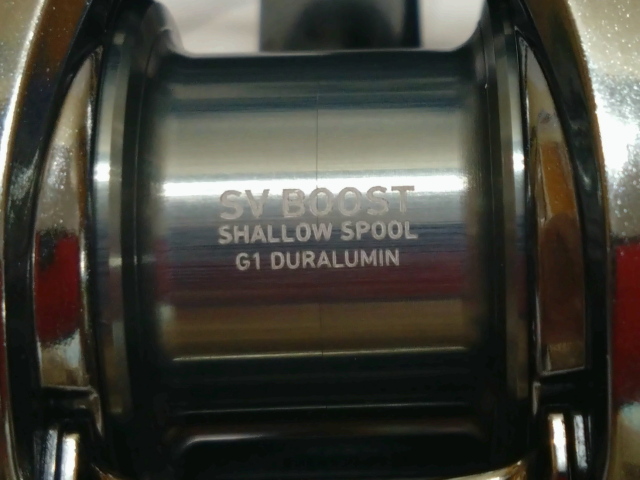 SV BOOST
SHALLOW SPOOL
G1 DURALUMIN